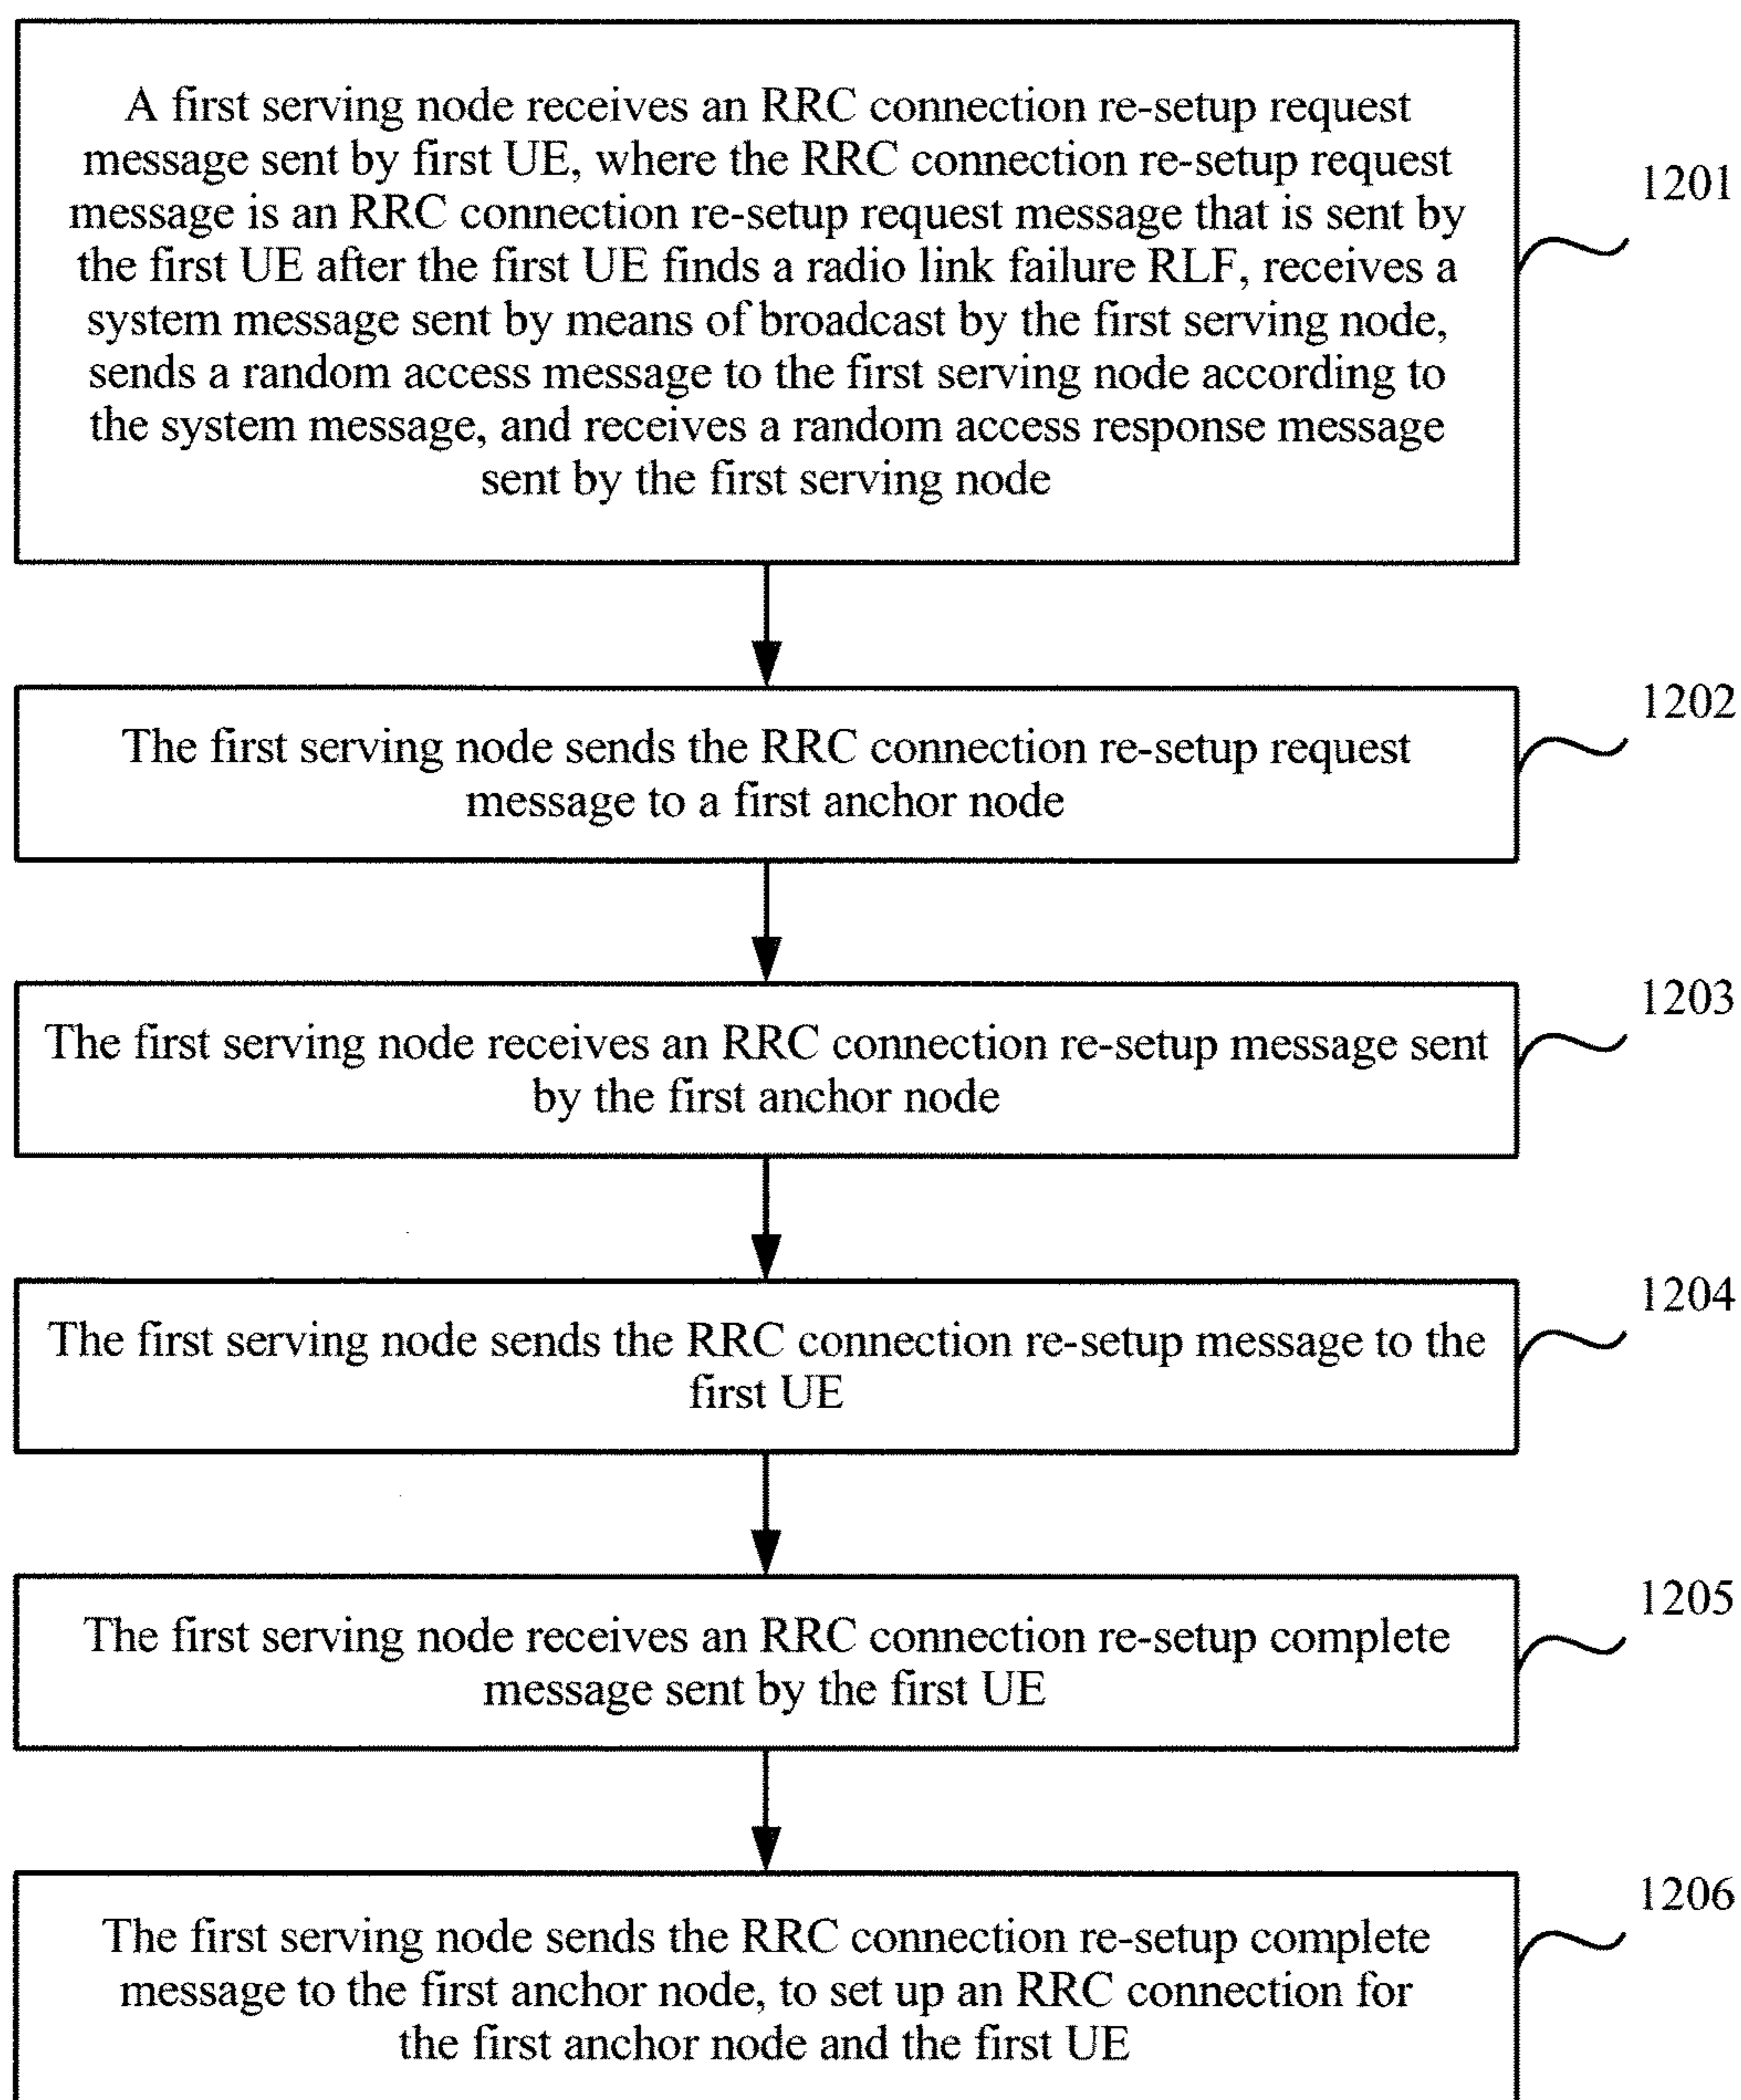 A first serving node receives an RRC connection re-setup request
message sent by first UE, where the RRC connection re-setup request
message is an RRC connection re-setup request message that is sent by
the first UE after the first UE finds a radio link failure RLF, receives a
system message sent by means of broadcast by the first serving node,
sends a random access message to the first serving node according to
the system message, and receives a random access response message
sent by the first serving node
1201
The first serving node sends the RRC connection re-setup request
message to a first anchor node
1202
The first serving node receives an RRC connection re-setup message sent
by the first anchor node
1203
The first serving node sends the RRC connection re-setup message to the
first UE
1204
The first serving node receives an RRC connection re-setup complete
message sent by the first UE
1205
The first serving node sends the RRC connection re-setup complete
message to the first anchor node, to set up an RRC connection for
the first anchor node and the first UE
1206